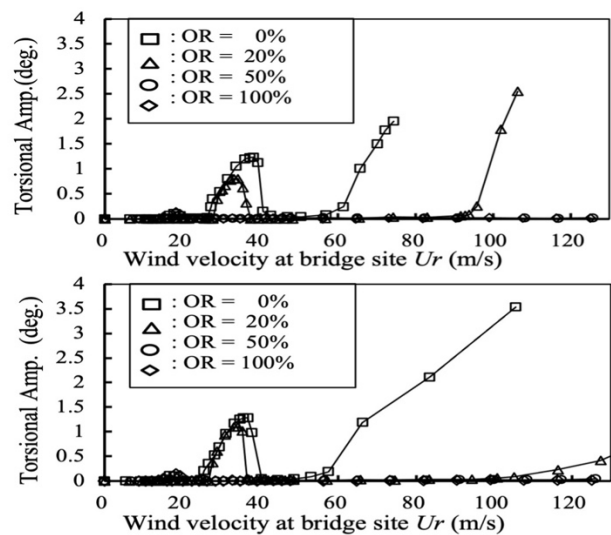 4
3.5
3
2.5
2
1.5
1
0.5
0
Torsional Amp.(deg.)
: OR = 0%
: OR = 20%
: OR = 50%
: OR = 100%
0 20 40 60 80 100 120
Wind velocity at bridge site Ur (m/s)
4
3.5
3
2.5
2
1.5
1
0.5
0
Torsional Amp. (deg.)
: OR = 0%
: OR = 20%
: OR = 50%
: OR = 100%
0 20 40 60 80 100 120
Wind velocity at bridge site Ur (m/s)